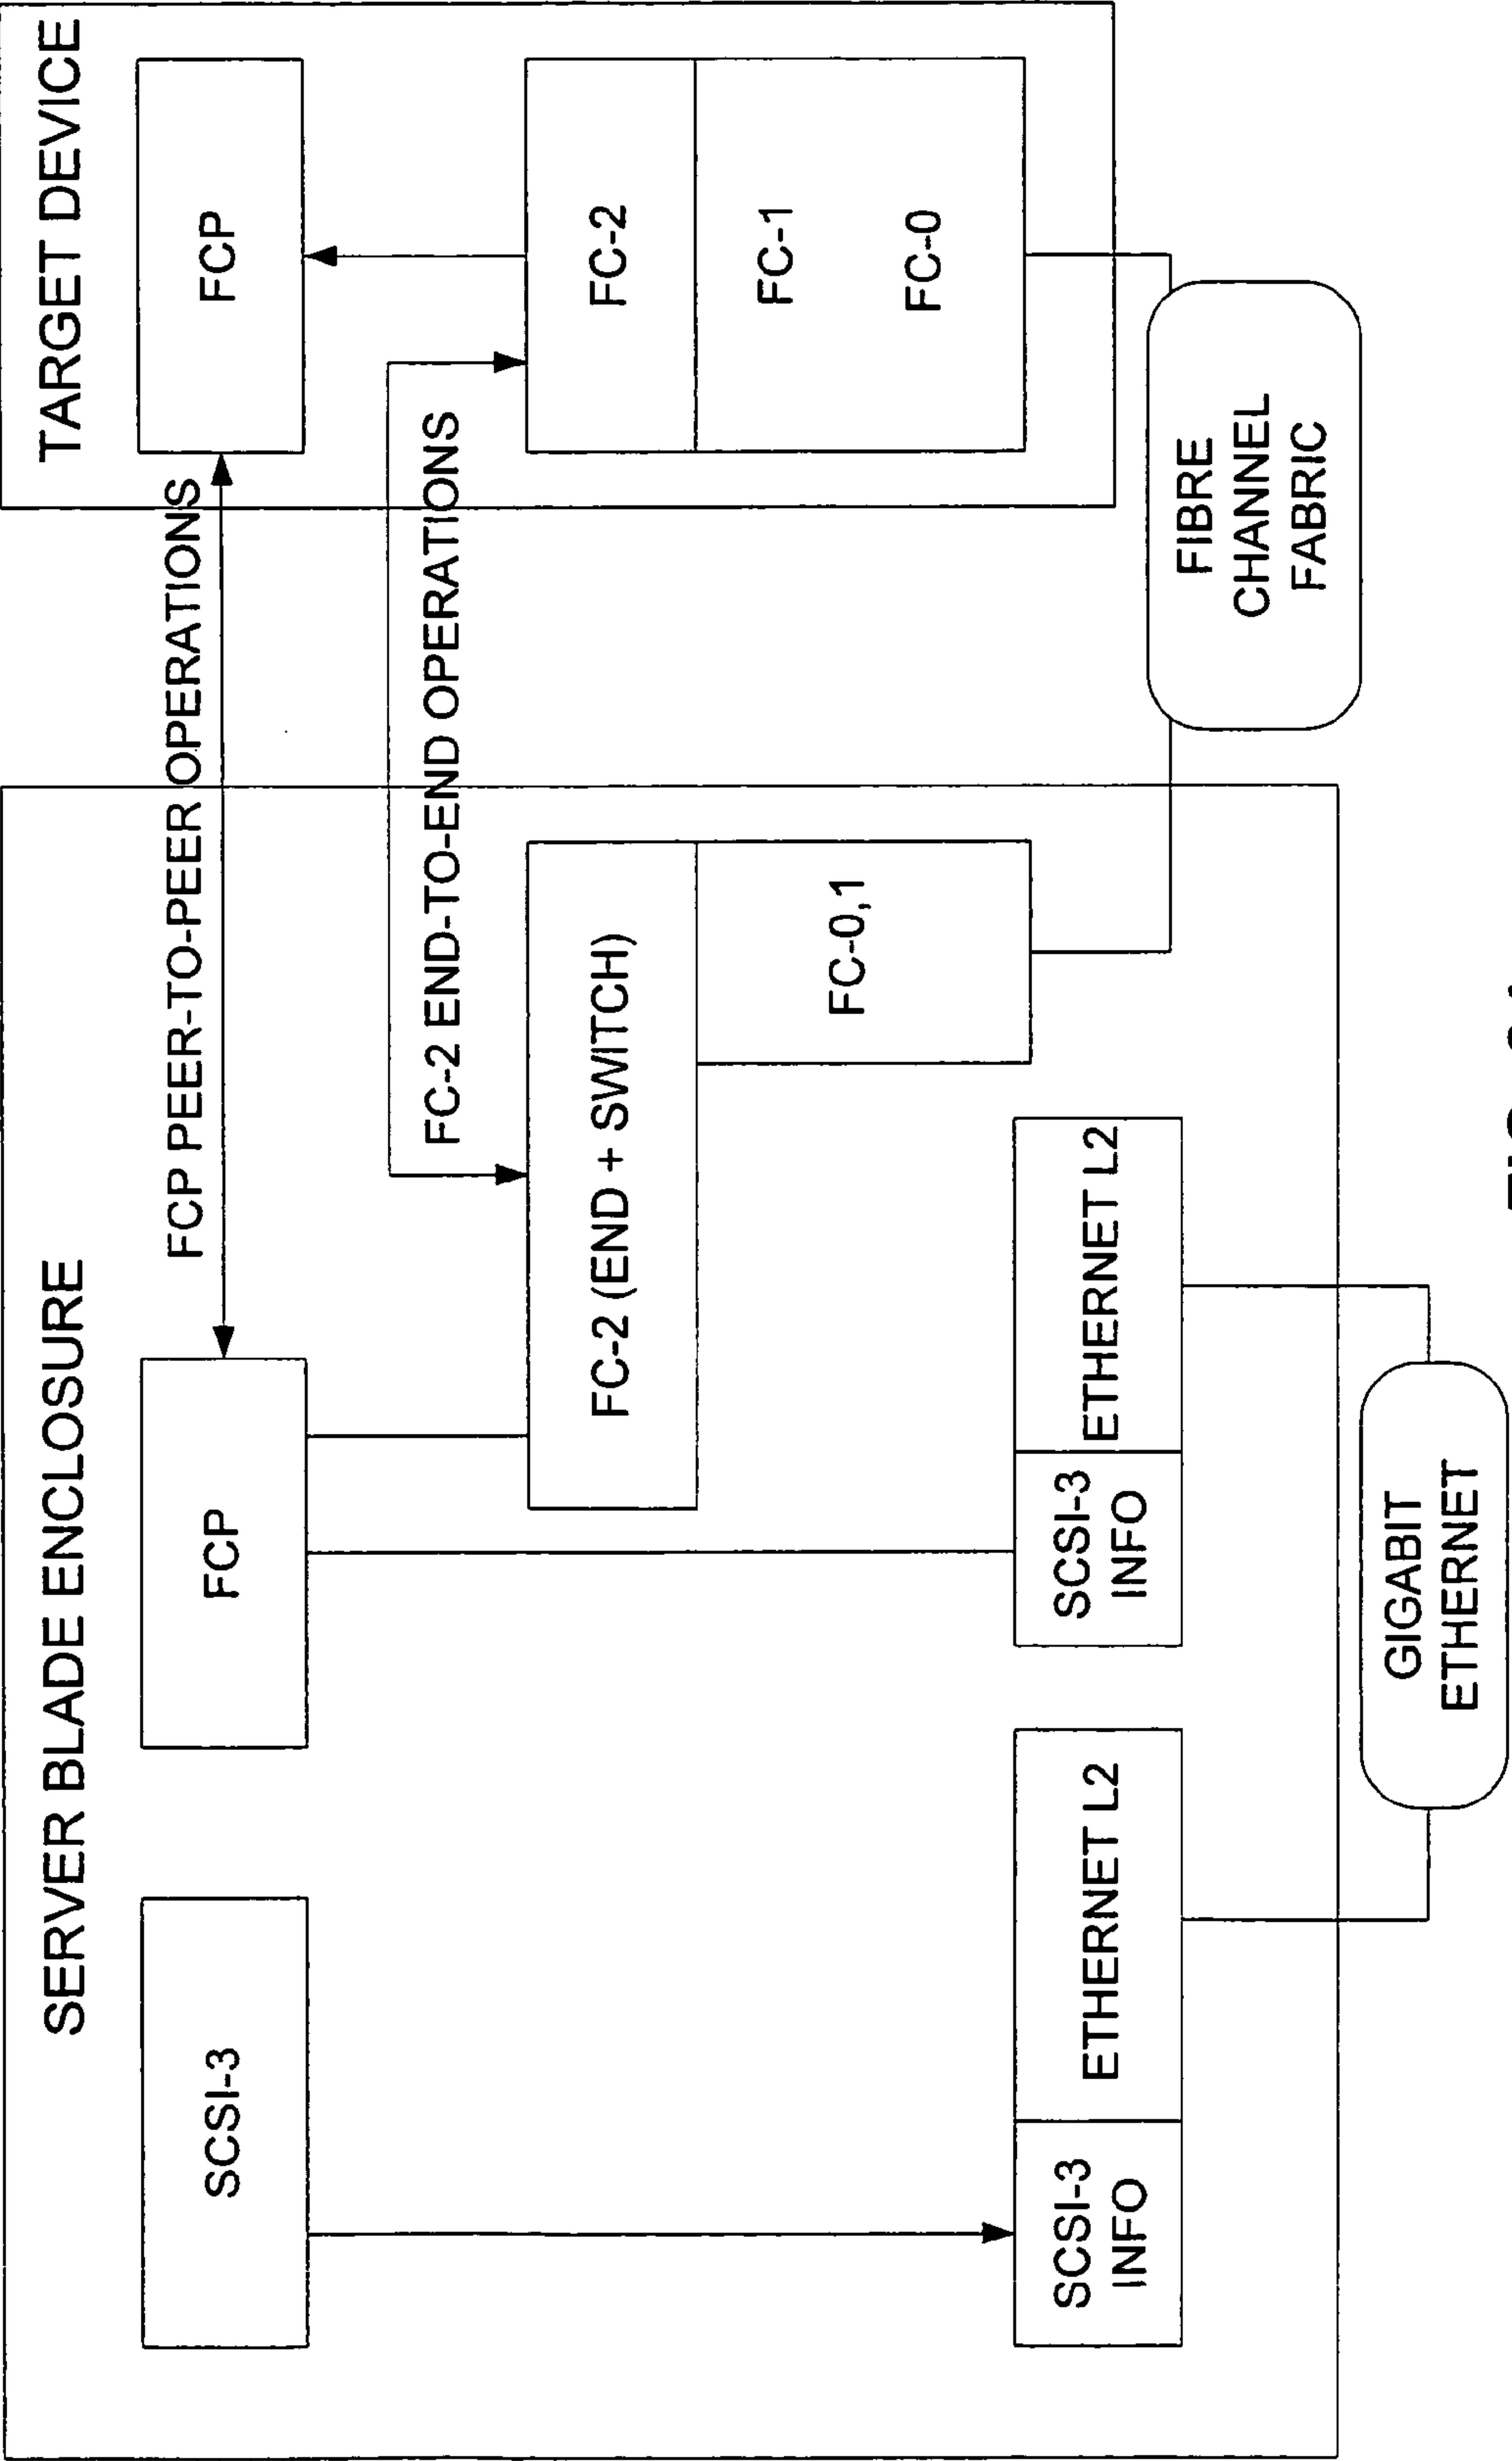 SERVER BLADE ENCLOSURE
TARGET DEVICE
SCSI-3
FCP
FCP PEER-TO-PEER OPERATIONS
FCP
FC-2 END-TO-END OPERATIONS
FC-2 (END + SWITCH)
FC-2
FC-0,1
FC-1
FC-0
SCSI-3
INFO
ETHERNET L2
SCSI-3
INFO
ETHERNET L2
FIBRE
CHANNEL
FABRIC
GIGABIT
ETHERNET